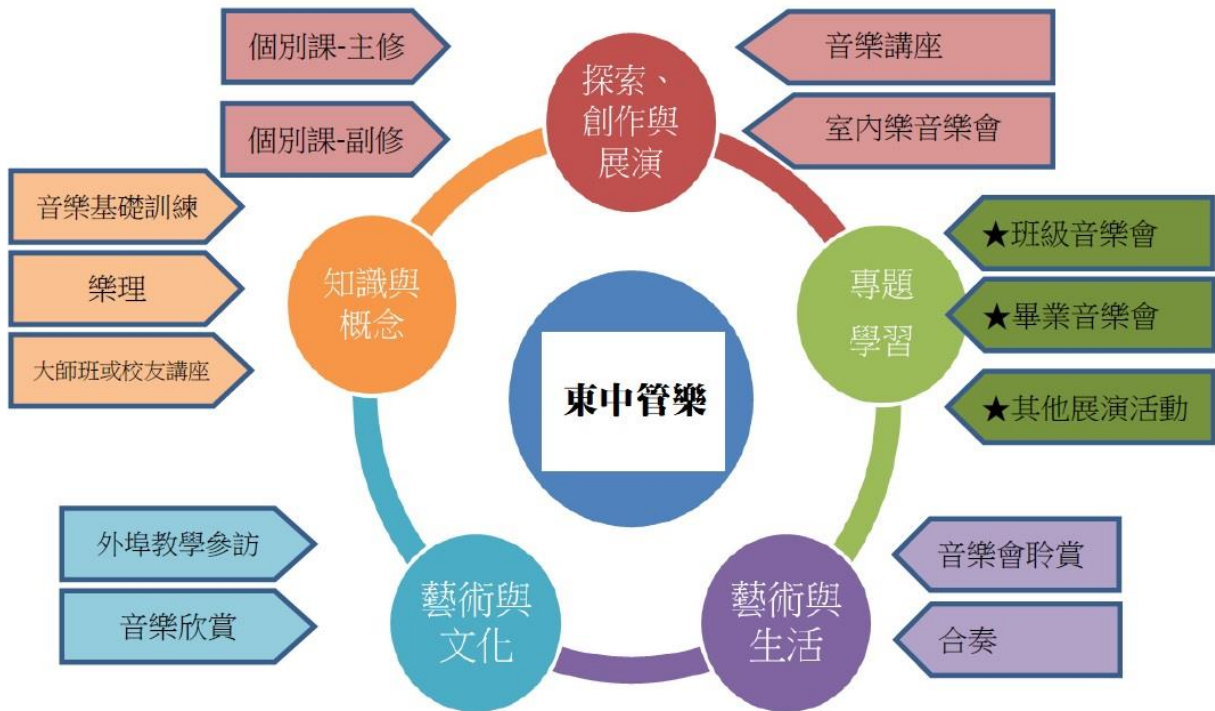 個別課-主修
個別課-副修
探索、
創作與
展演
音樂講座
室內樂音樂會
音樂基礎訓練
樂理
大師班或校友講座
知識與
概念
專題
學習
★班級音樂會
★畢業音樂會
★其他展演活動
東中管樂
外埠教學參訪
音樂欣賞
藝術與
文化
藝術與
生活
音樂會聆賞
合奏